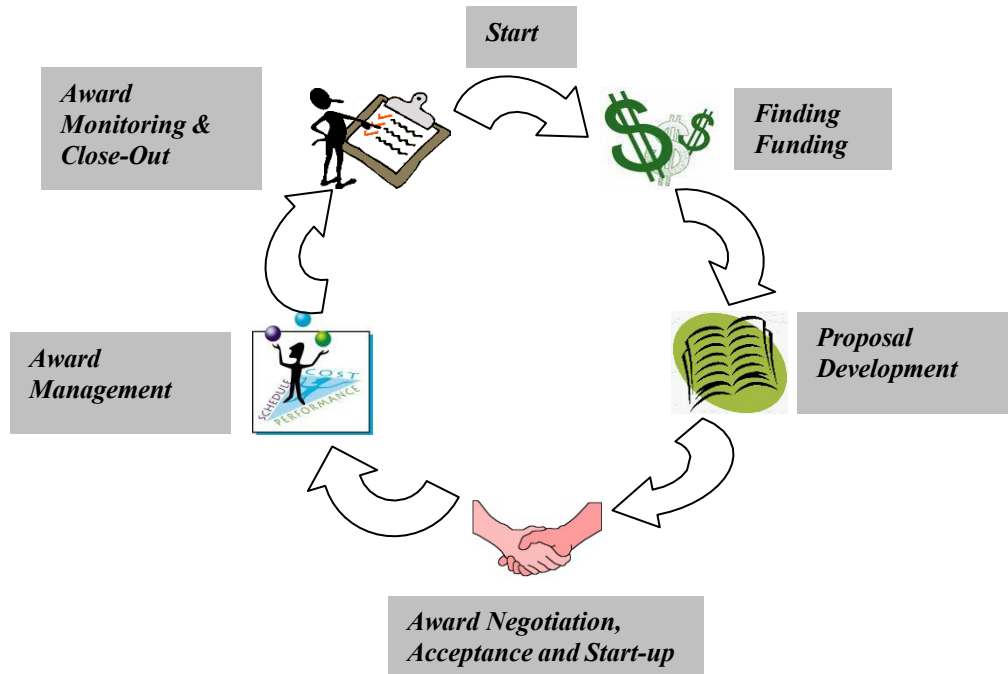 Start
Finding
Funding
Proposal
Development
Award Negotiation,
Acceptance and Start-up
Award
Management
SCHEDULE
COST
PERFORMANCE
Award
Monitoring &
Close-Out
$
$
$